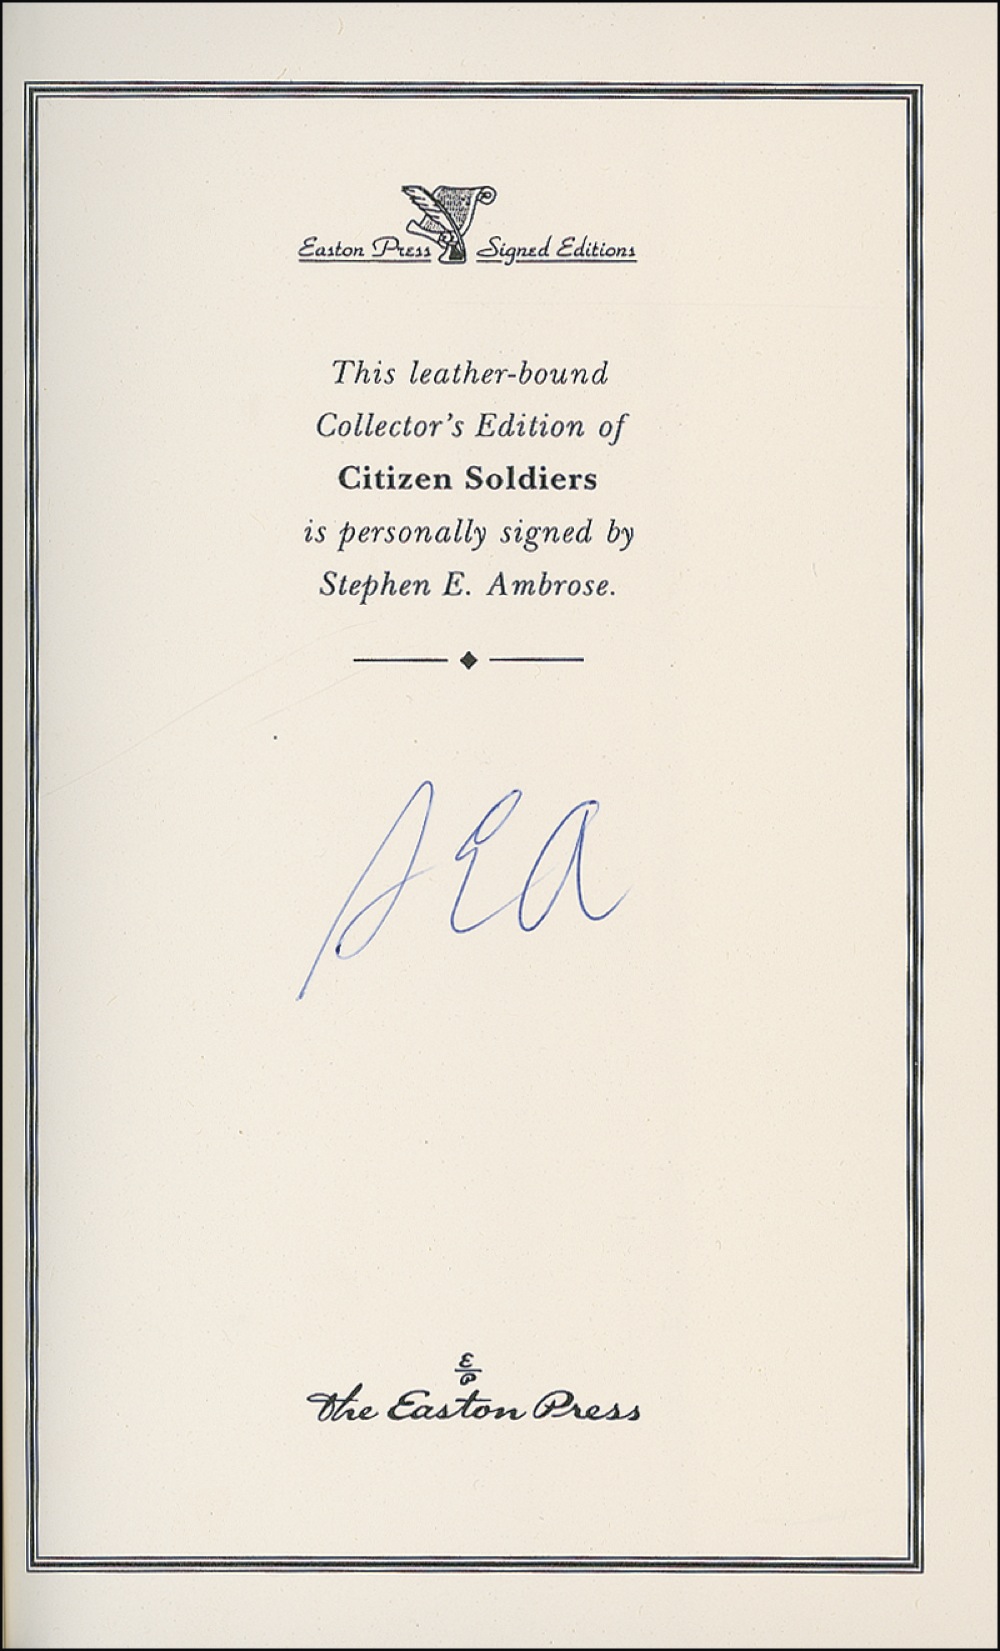 Easton Press Signed Editions
This leather-bound
Collector's Edition of
Citizen Soldiers
is personally signed by
Stephen E. Ambrose.
SEA
E
P
The Easton Press